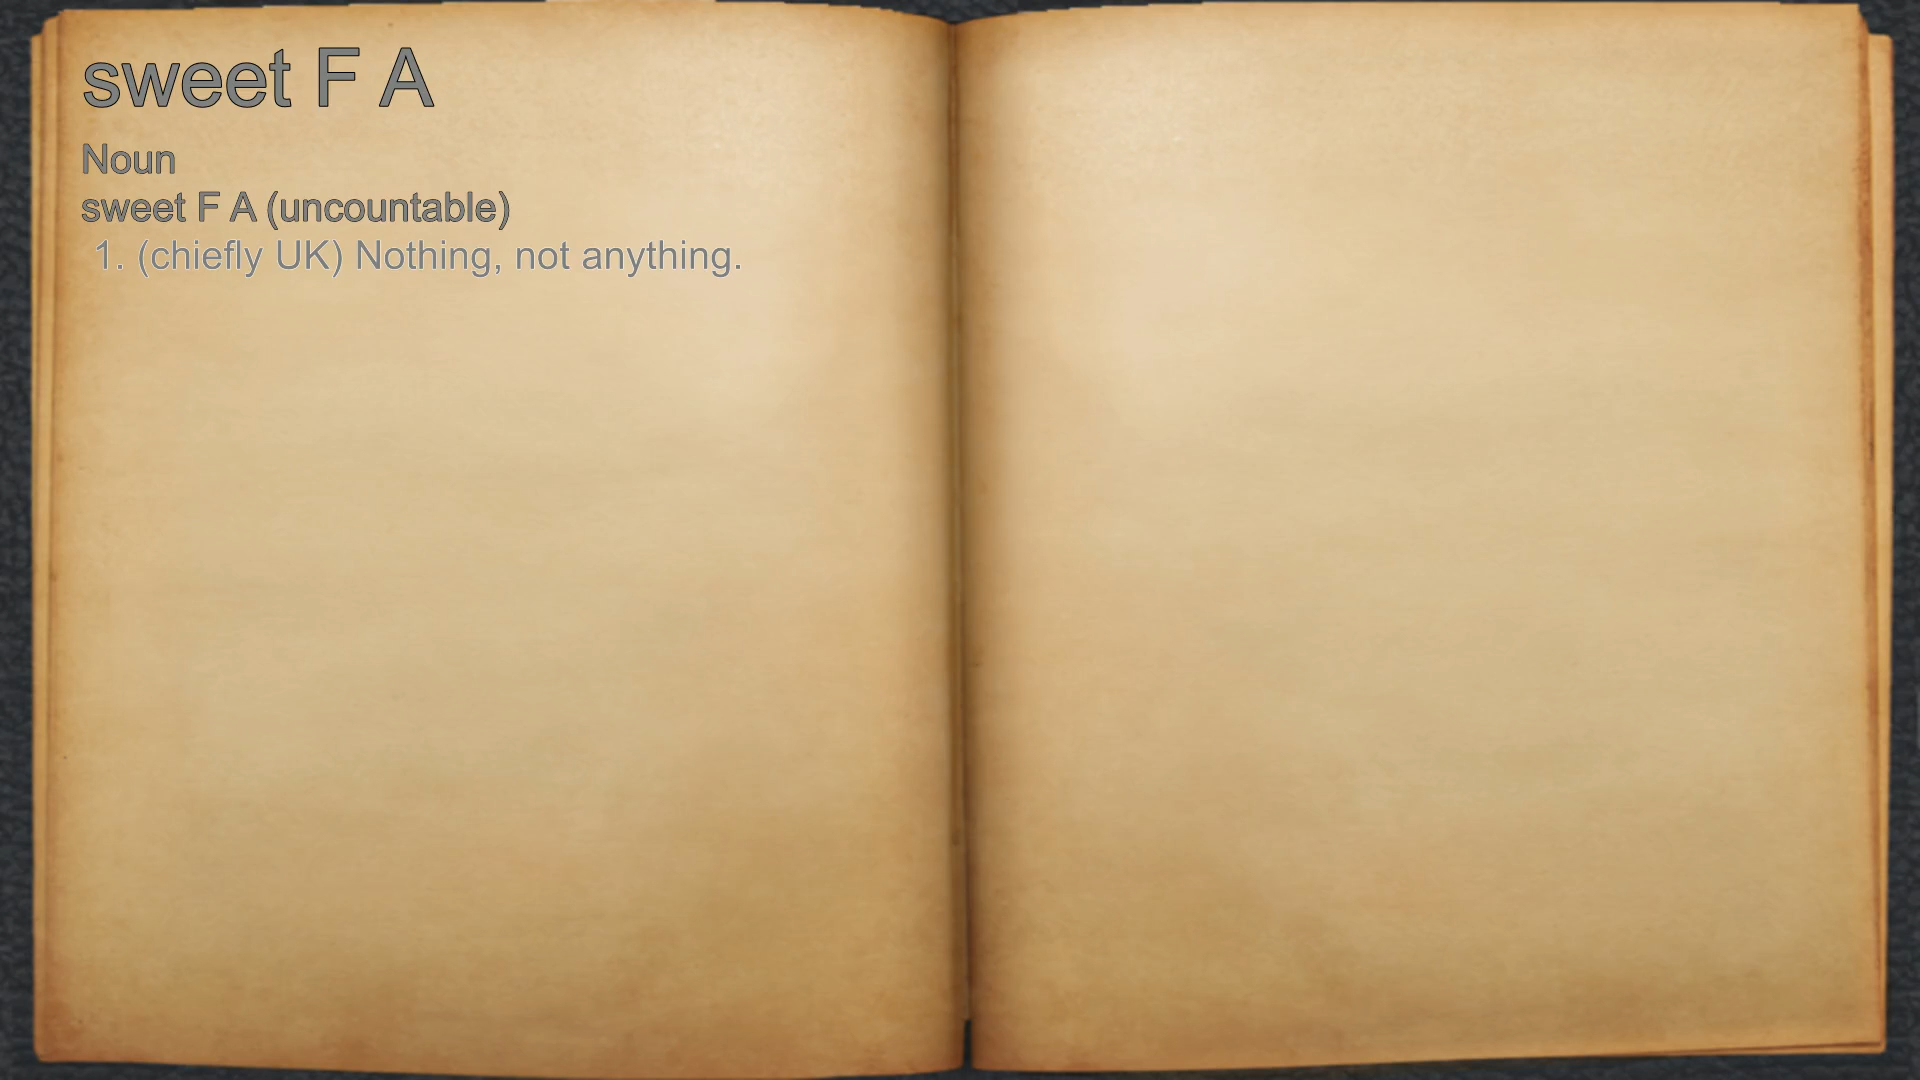 sweet F A
Noun
sweet F A (uncountable)
1. (chiefly UK) Nothing, not anything.